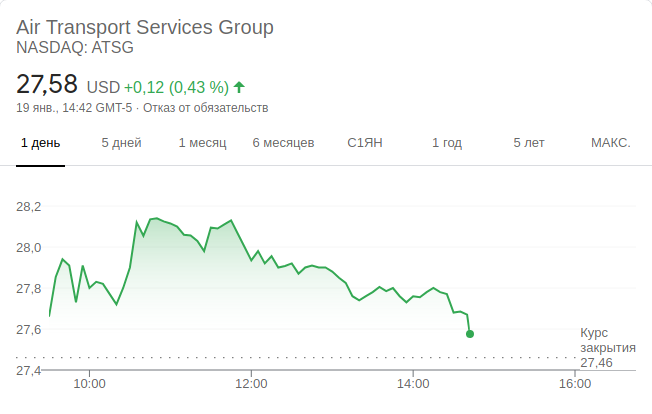 Air Transport Services Group
NASDAQ: ATSG
27,58 USD +0,12 (0,43 %)
19 янв., 14:42 GMT-5 · Отказ от обязательств
1 день 5 дней 1 месяц 6 месяцев С1ЯН 1 год 5 лет МАКС.
28,2
28,0
27,8
27,6
Курс
закрытия
27,46
27,4
10:00 12:00 14:00 16:00